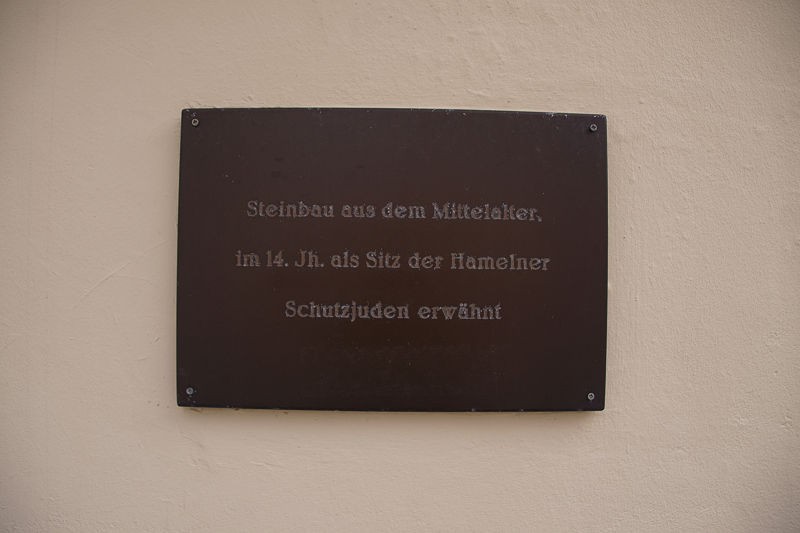 Steinbau aus dem Mittelalter,
im 14. Jh. als Sitz der Hamelner
Schutzjuden erwähnt